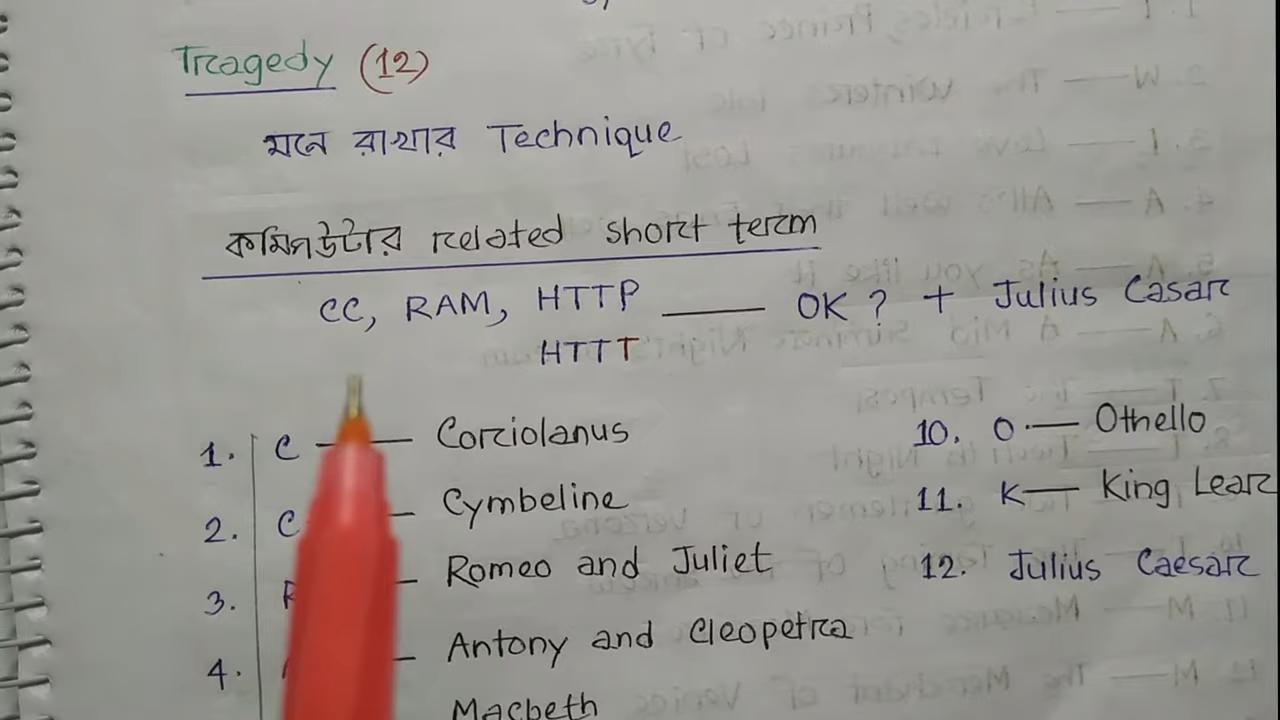 Tragedy (12)
মনে রাখার Technique
কম্পিউটার related short term
CC, RAM, HTTP —— OK ? + Julius Casar
HTTT
1. C — Coriolanus
2. C — Cymbeline
3. R — Romeo and Juliet
4. — Antony and Cleopetra
Macbeth
10. O — Othello
11. K — King Lear
12. Julius Caesar